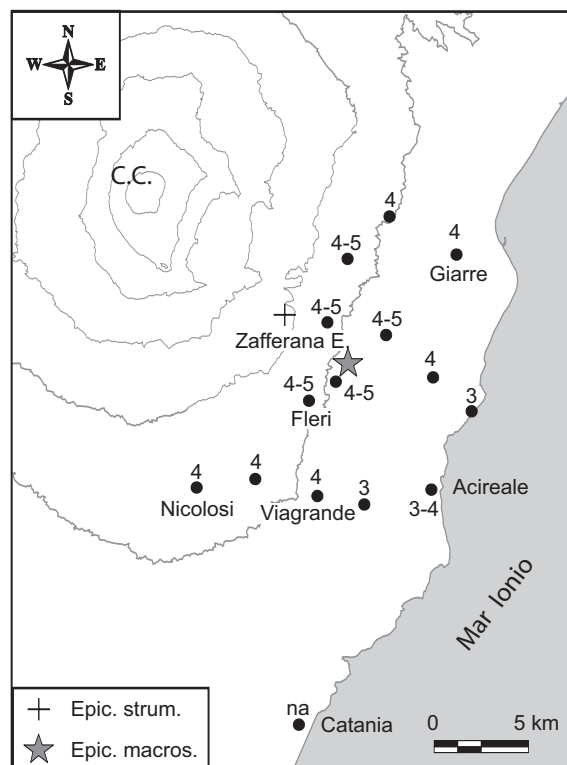 N
W E
S
C.C.
4
4
4-5
Giarre
4-5
4-5
Zafferana E.
4
4-5
4-5
3
Fleri
4
4
4
3
Acireale
Nicolosi
Viagrande
3-4
Mar Ionio
na
Catania
Epic. strum.
Epic. macros.
0 5 km